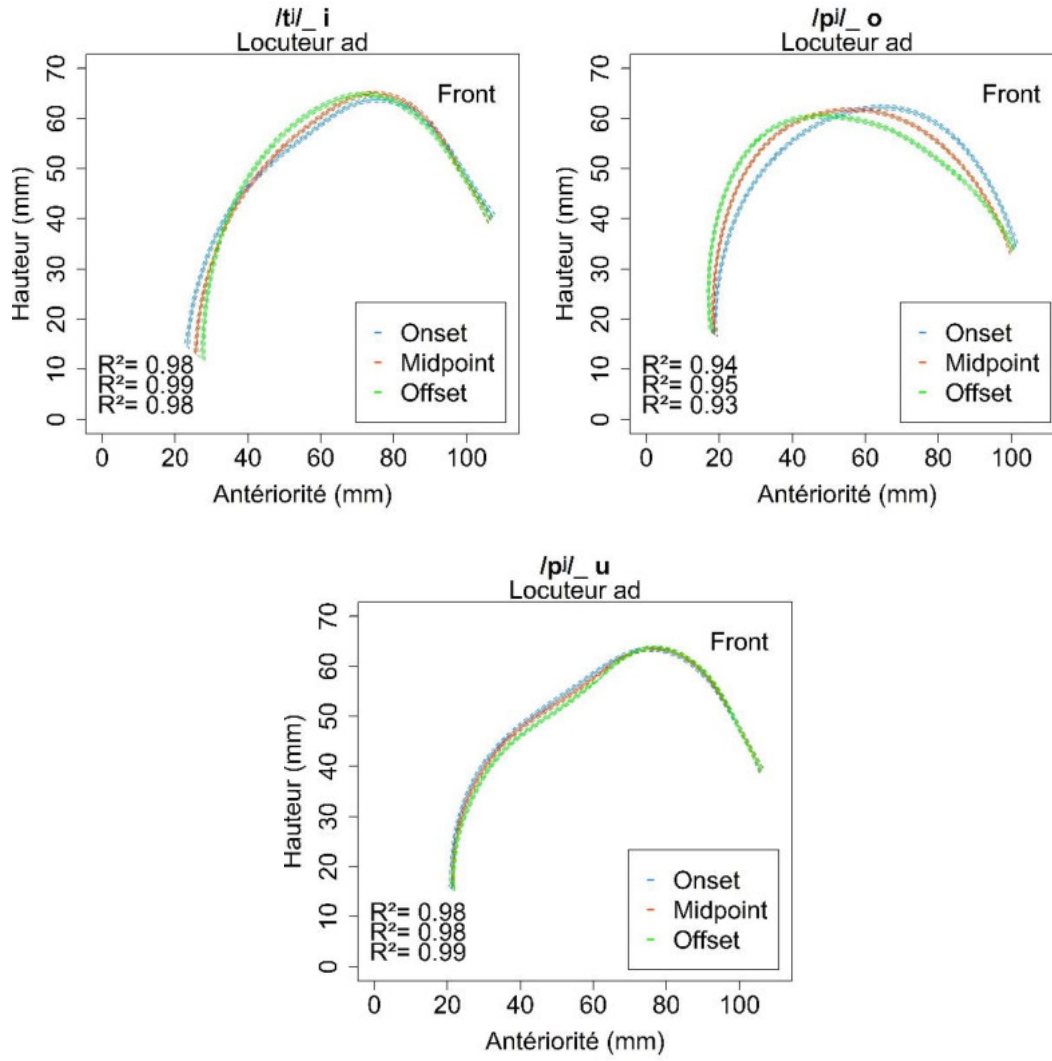 /tʲ/_ i
Locuteur ad
70
60
50
40
30
20
10
0
Hauteur (mm)
Front
Onset
Midpoint
Offset
R²= 0.98
R²= 0.99
R²= 0.98
0 20 40 60 80 100
Antériorité (mm)
/pʲ/_ o
Locuteur ad
70
60
50
40
30
20
10
0
Hauteur (mm)
Front
Onset
Midpoint
Offset
R²= 0.94
R²= 0.95
R²= 0.93
0 20 40 60 80 100
Antériorité (mm)
/pʲ/_ u
Locuteur ad
70
60
50
40
30
20
10
0
Hauteur (mm)
Front
Onset
Midpoint
Offset
R²= 0.98
R²= 0.98
R²= 0.99
0 20 40 60 80 100
Antériorité (mm)